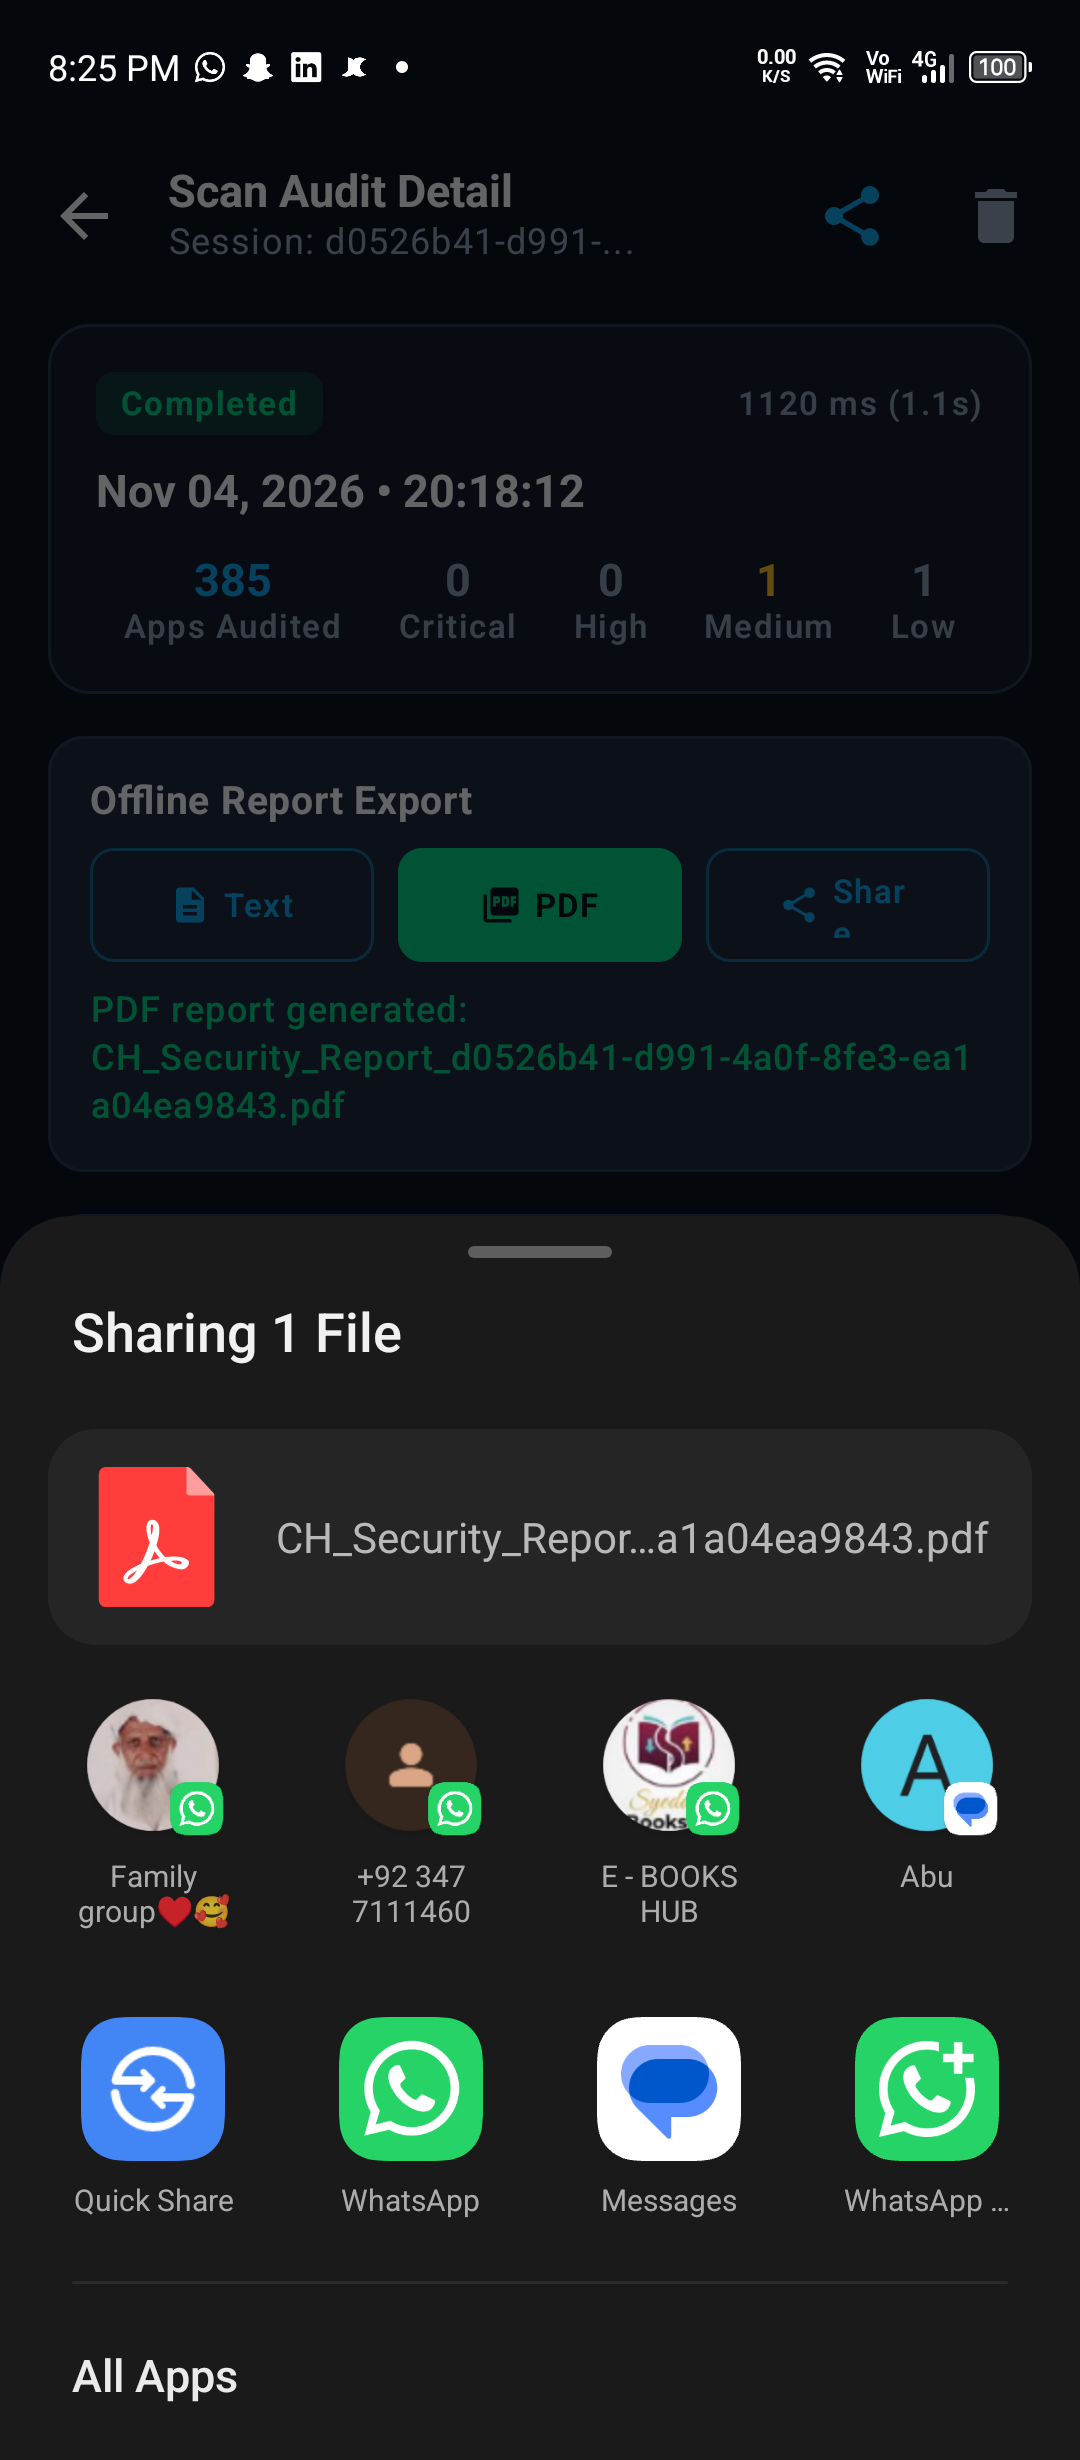 8:25 PM
0.00
K/S
Vo
WiFi
4G
100
Scan Audit Detail
Session: d0526b41-d991-...
Completed
1120 ms (1.1s)
Nov 04, 2026 • 20:18:12
385 0 0 1 1
Apps Audited Critical High Medium Low
Offline Report Export
Text
PDF
PDF
Shar
e
PDF report generated:
CH_Security_Report_d0526b41-d991-4a0f-8fe3-ea1
a04ea9843.pdf
Sharing 1 File
CH_Security_Repor...a1a04ea9843.pdf
Syeda
Books
A
Family
group❤️🥰
+92 347
7111460
E - BOOKS
HUB
Abu
Quick Share
WhatsApp
Messages
WhatsApp ...
All Apps